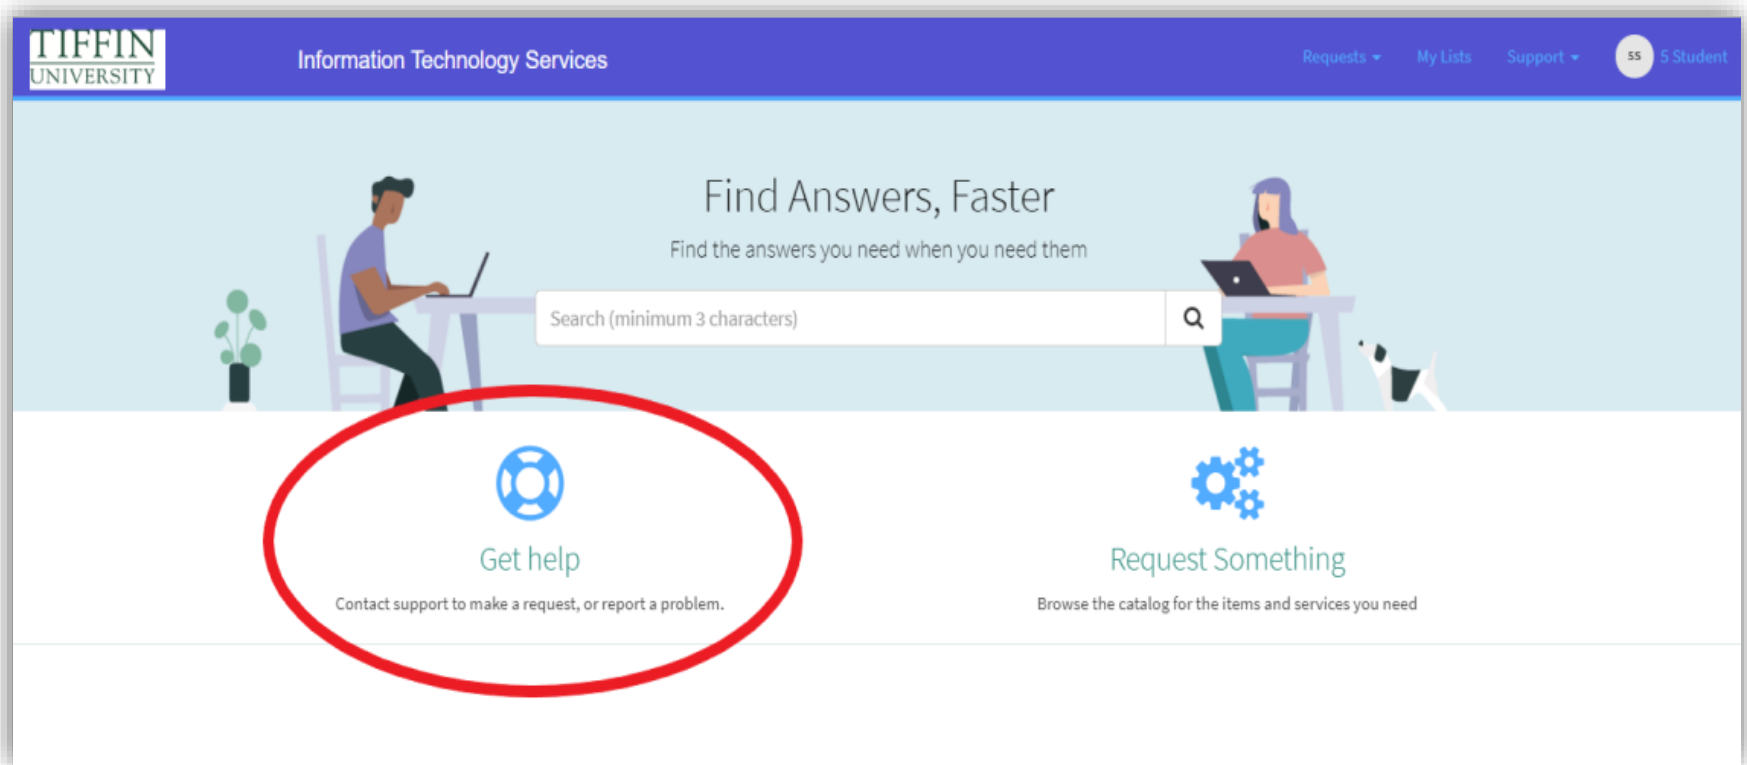 TIFFIN
UNIVERSITY
Information Technology Services
Requests
My Lists
Support
SS
5 Student
Find Answers, Faster
Find the answers you need when you need them
Search (minimum 3 characters)
Get help
Contact support to make a request, or report a problem.
Request Something
Browse the catalog for the items and services you need